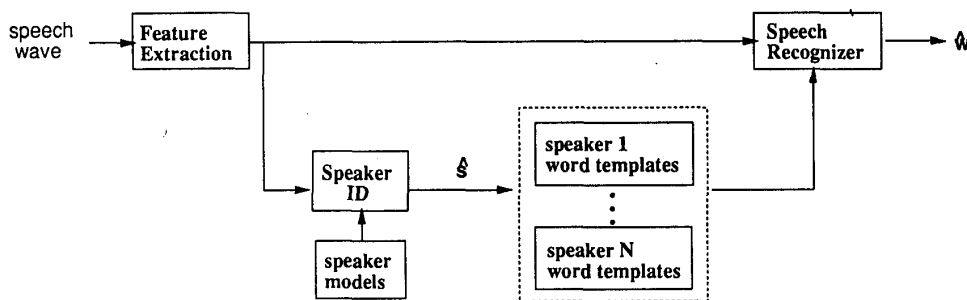 speech
wave
Feature
Extraction
Speech
Recognizer
ŵ
Speaker
ID
ŝ
speaker 1
word templates
speaker N
word templates
speaker
models